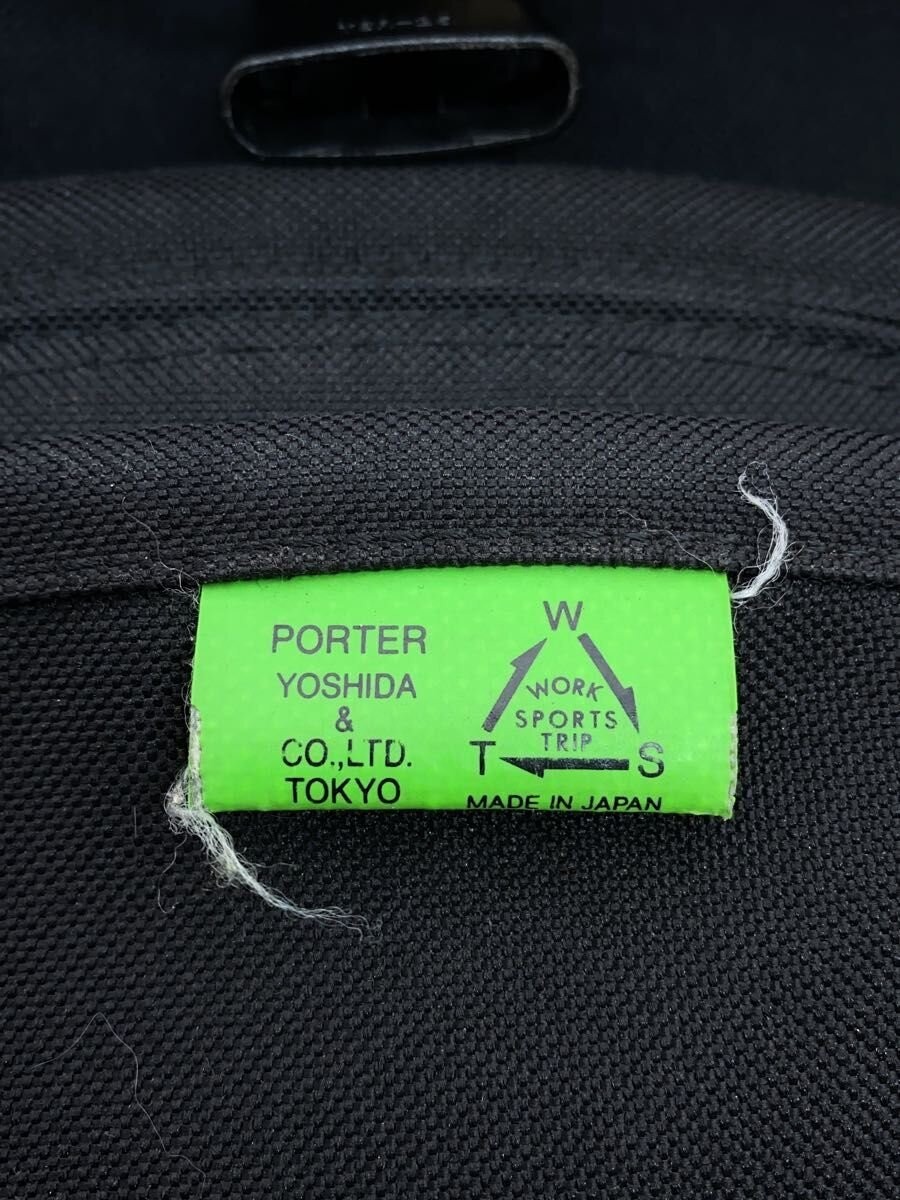 PORTER
YOSHIDA
&
CO.,LTD.
TOKYO
W
WORK
SPORTS
TRIP
T S
MADE IN JAPAN